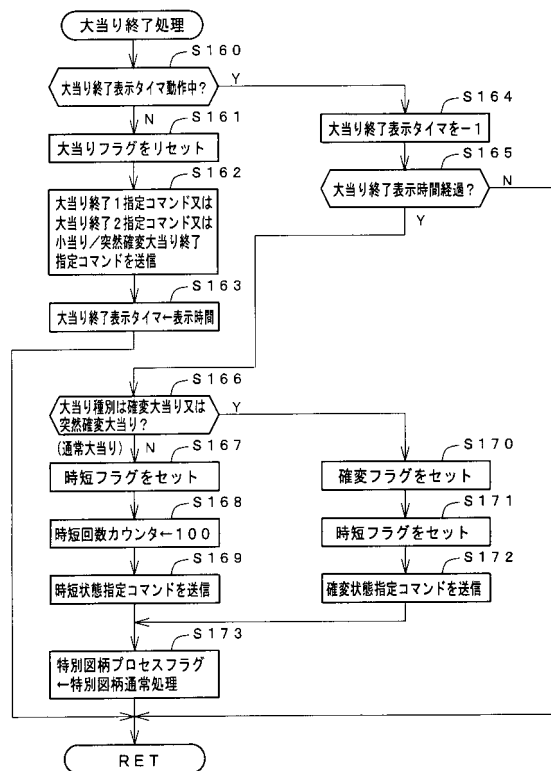 大当り終了処理
S160
大当り終了表示タイマ動作中?
Y
N
S161
大当りフラグをリセット
S162
大当り終了1指定コマンド又は
大当り終了2指定コマンド又は
小当り/突然確変大当り終了
指定コマンドを送信
S163
大当り終了表示タイマ←表示時間
S164
大当り終了表示タイマを−1
S165
大当り終了表示時間経過?
N
Y
S166
大当り種別は確変大当り又は
突然確変大当り?
Y
(通常大当り) N
S167
時短フラグをセット
S168
時短回数カウンタ←100
S169
時短状態指定コマンドを送信
S170
確変フラグをセット
S171
時短フラグをセット
S172
確変状態指定コマンドを送信
S173
特別図柄プロセスフラグ
←特別図柄通常処理
RET